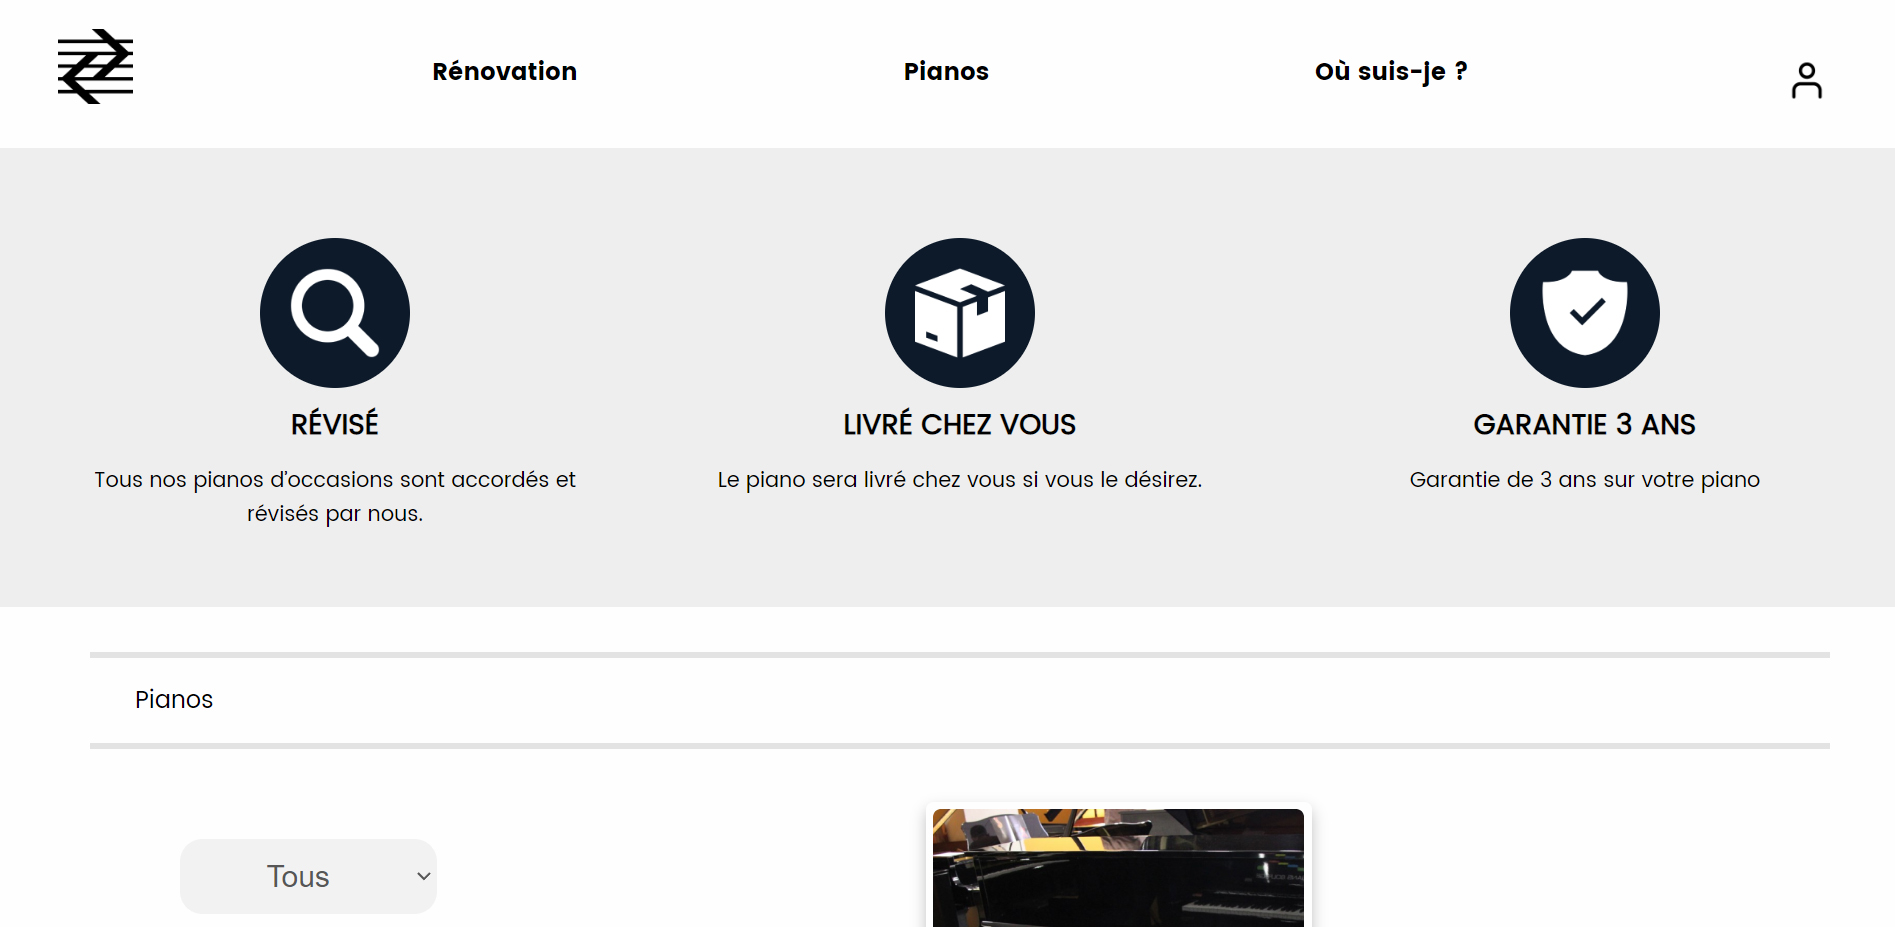 Rénovation
Pianos
Où suis-je ?
RÉVISÉ
Tous nos pianos d'occasions sont accordés et
révisés par nous.
LIVRÉ CHEZ VOUS
Le piano sera livré chez vous si vous le désirez.
GARANTIE 3 ANS
Garantie de 3 ans sur votre piano
Pianos
Tous